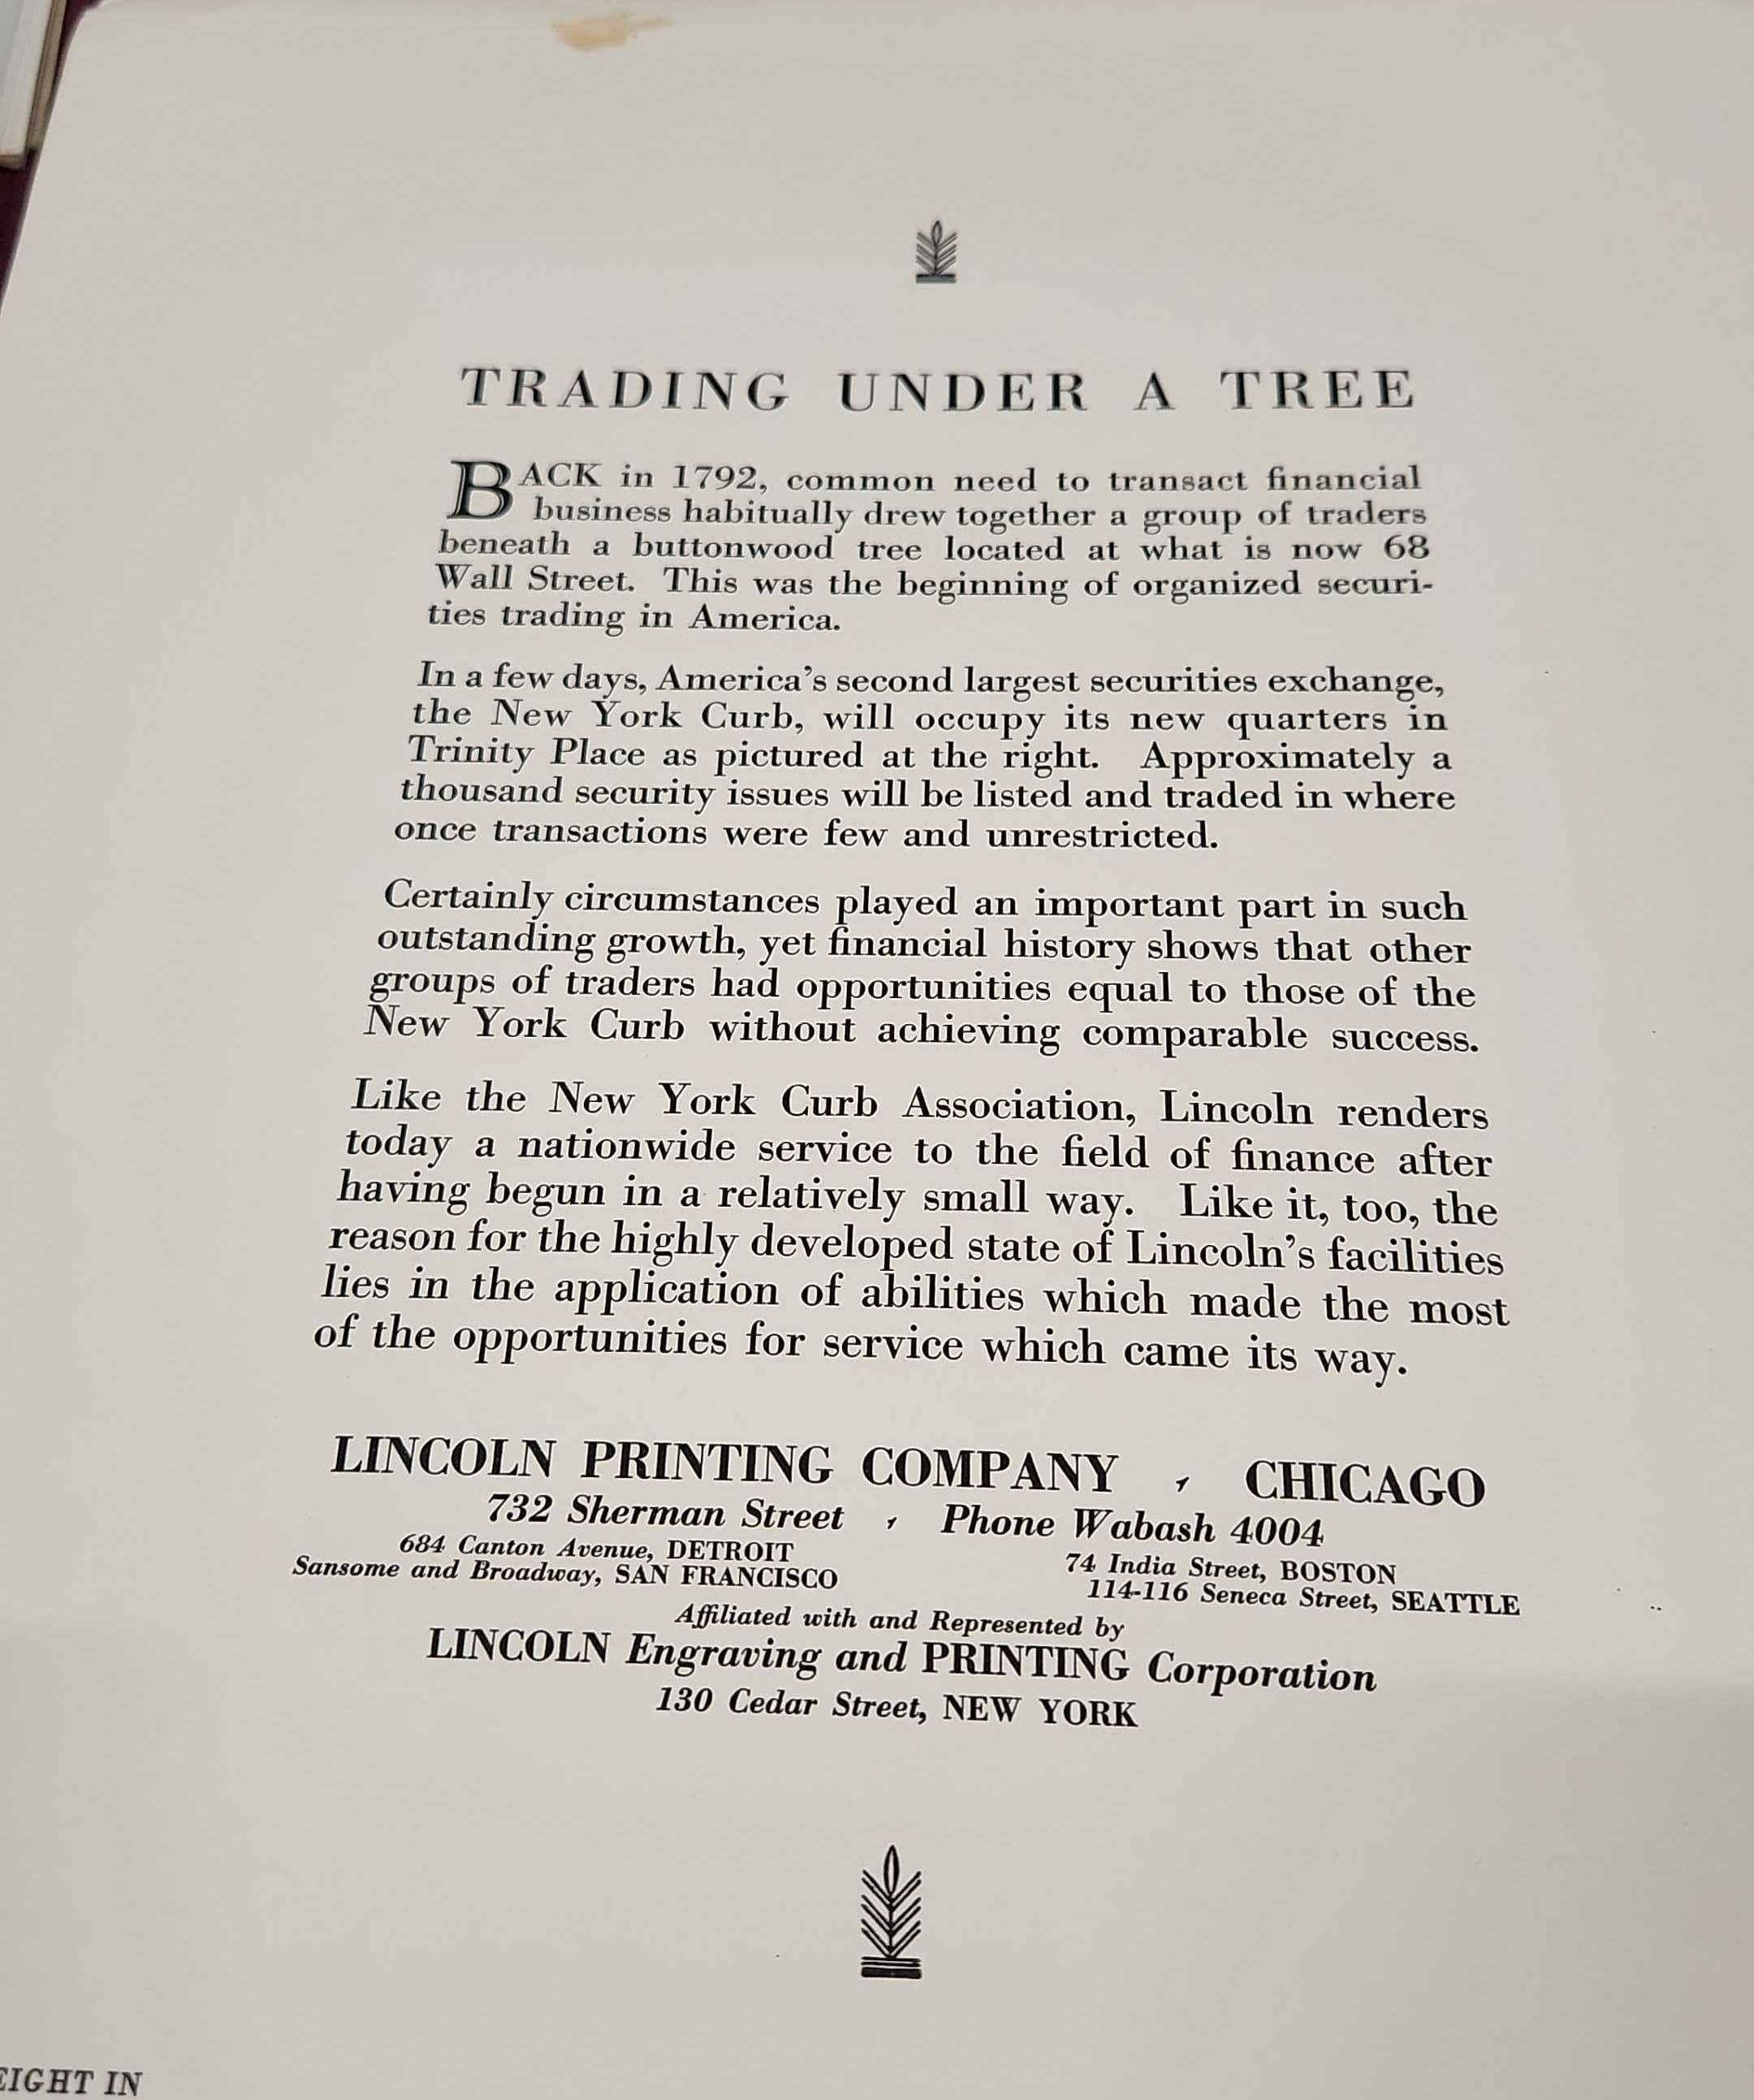 TRADING UNDER A TREE
BACK in 1792, common need to transact financial
business habitually drew together a group of traders
beneath a buttonwood tree located at what is now 68
Wall Street. This was the beginning of organized securi-
ties trading in America.
In a few days, America's second largest securities exchange,
the New York Curb, will occupy its new quarters in
Trinity Place as pictured at the right. Approximately a
thousand security issues will be listed and traded in where
once transactions were few and unrestricted.
Certainly circumstances played an important part in such
outstanding growth, yet financial history shows that other
groups of traders had opportunities equal to those of the
New York Curb without achieving comparable success.
Like the New York Curb Association, Lincoln renders
today a nationwide service to the field of finance after
having begun in a relatively small way. Like it, too, the
reason for the highly developed state of Lincoln's facilities
lies in the application of abilities which made the most
of the opportunities for service which came its way.
LINCOLN PRINTING COMPANY , CHICAGO
732 Sherman Street , Phone Wabash 4004
684 Canton Avenue, DETROIT 74 India Street, BOSTON
Sansome and Broadway, SAN FRANCISCO 114-116 Seneca Street, SEATTLE
Affiliated with and Represented by
LINCOLN Engraving and PRINTING Corporation
130 Cedar Street, NEW YORK
EIGHT IN